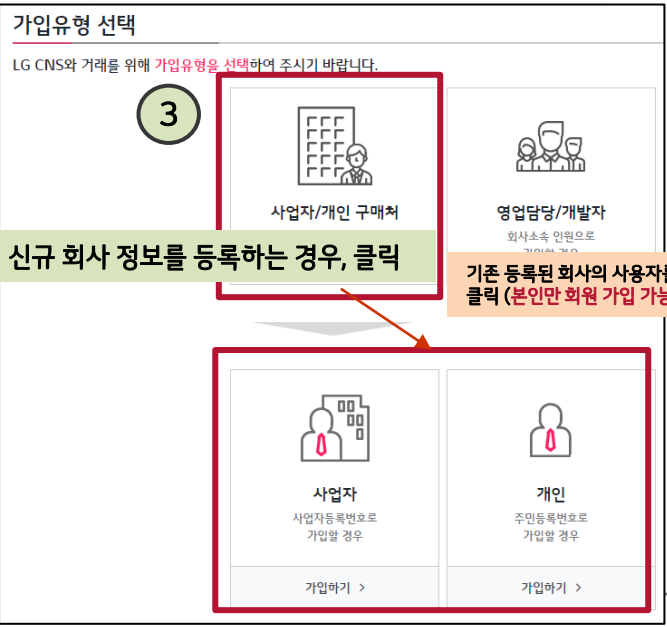 가입유형 선택
LG CNS와 거래를 위해 가입유형을 선택하여 주시기 바랍니다.
3
사업자/개인 구매처
영업담당/개발자
회사소속 인원으로
신규 회사 정보를 등록하는 경우, 클릭
기존 등록된 회사의 사용자를
클릭 (본인만 회원 가입 가능
사업자
사업자등록번호로
가입할 경우
가입하기 >
개인
주민등록번호로
가입할 경우
가입하기 >